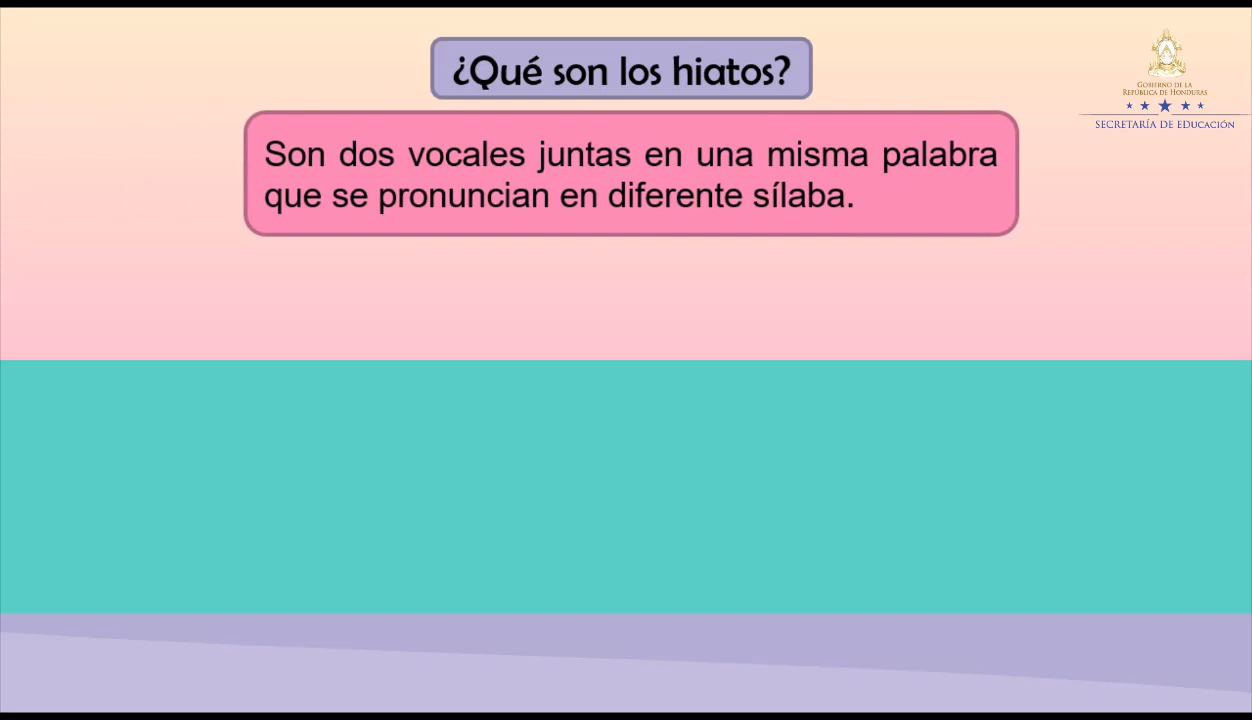 ¿Qué son los hiatos?
GOBIERNO DE LA
REPÚBLICA DE HONDURAS
SECRETARÍA DE EDUCACIÓN
Son dos vocales juntas en una misma palabra
que se pronuncian en diferente sílaba.